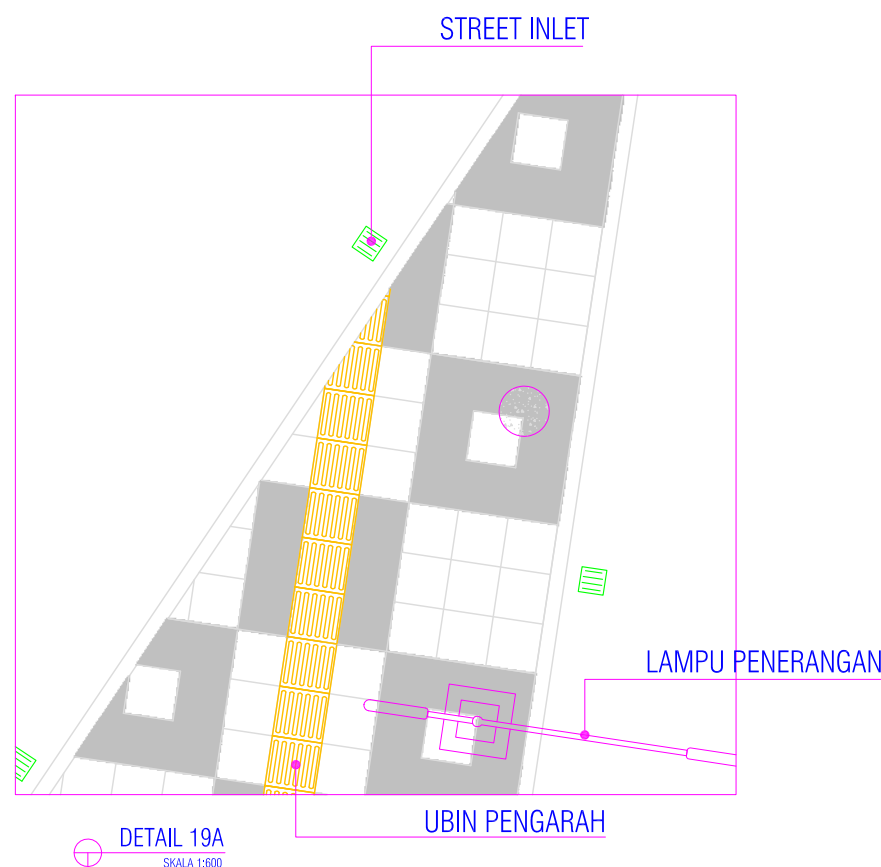 STREET INLET
LAMPU PENERANGAN
UBIN PENGARAH
DETAIL 19A
SKALA 1:600